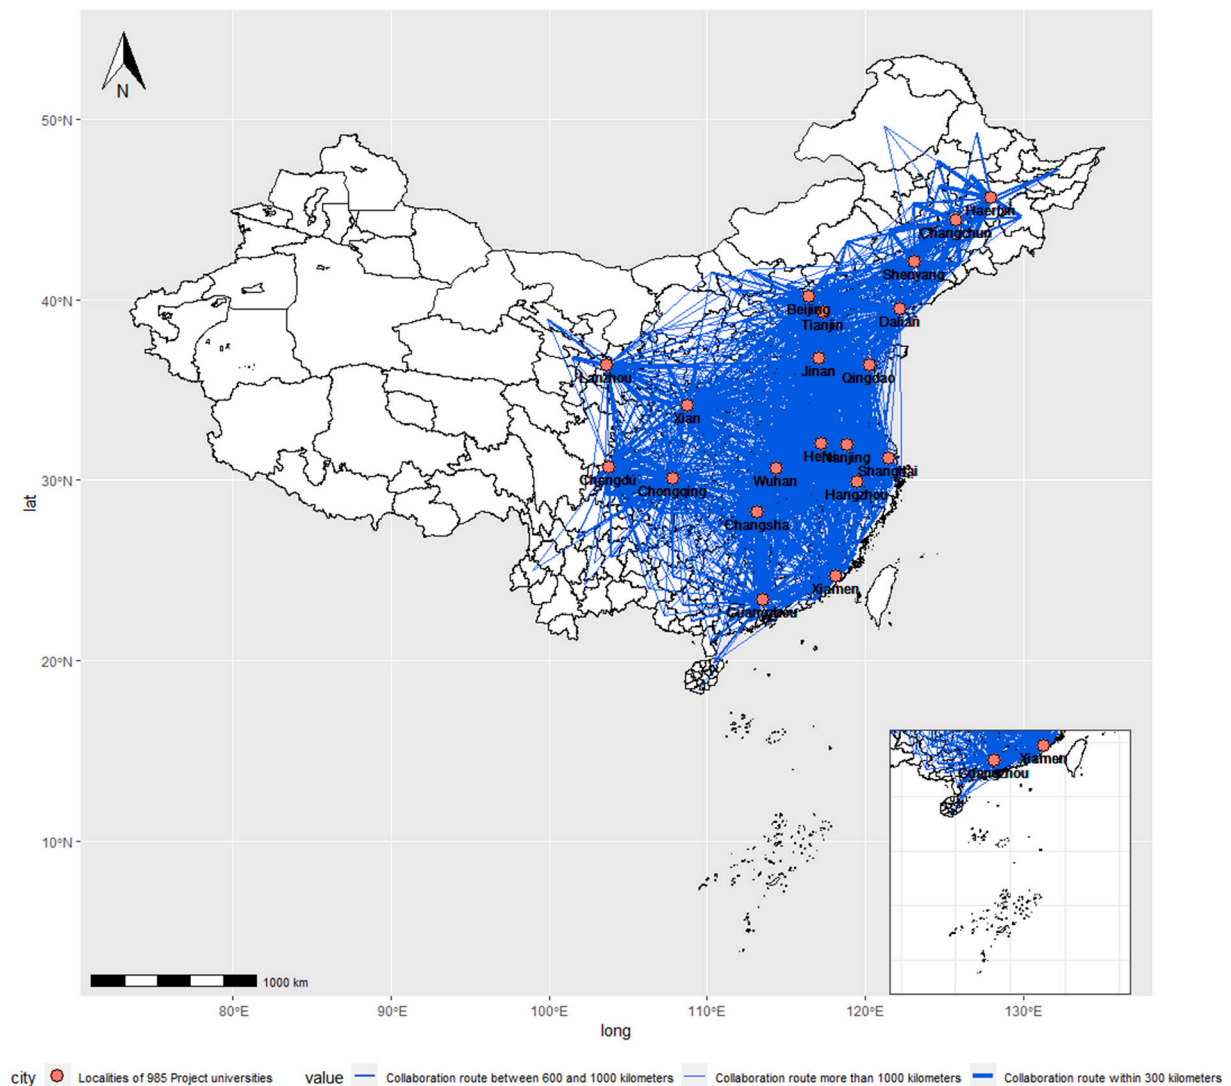 N
50°N
40°N
30°N
20°N
10°N
lat
Haerbin
Changchun
Shenyang
Beijing
Tianjin
Dalian
Lanzhou
Jinan
Qingdao
Xian
Hefei
Nanjing
Shanghai
Chengdu
Chongqing
Wuhan
Hangzhou
Changsha
Xiamen
Guangzhou
Xiamen
Guangzhou
1000 km
80°E
90°E
100°E
110°E
120°E
130°E
long
city Localities of 985 Project universities value Collaboration route between 600 and 1000 kilometers Collaboration route more than 1000 kilometers Collaboration route within 300 kilometers